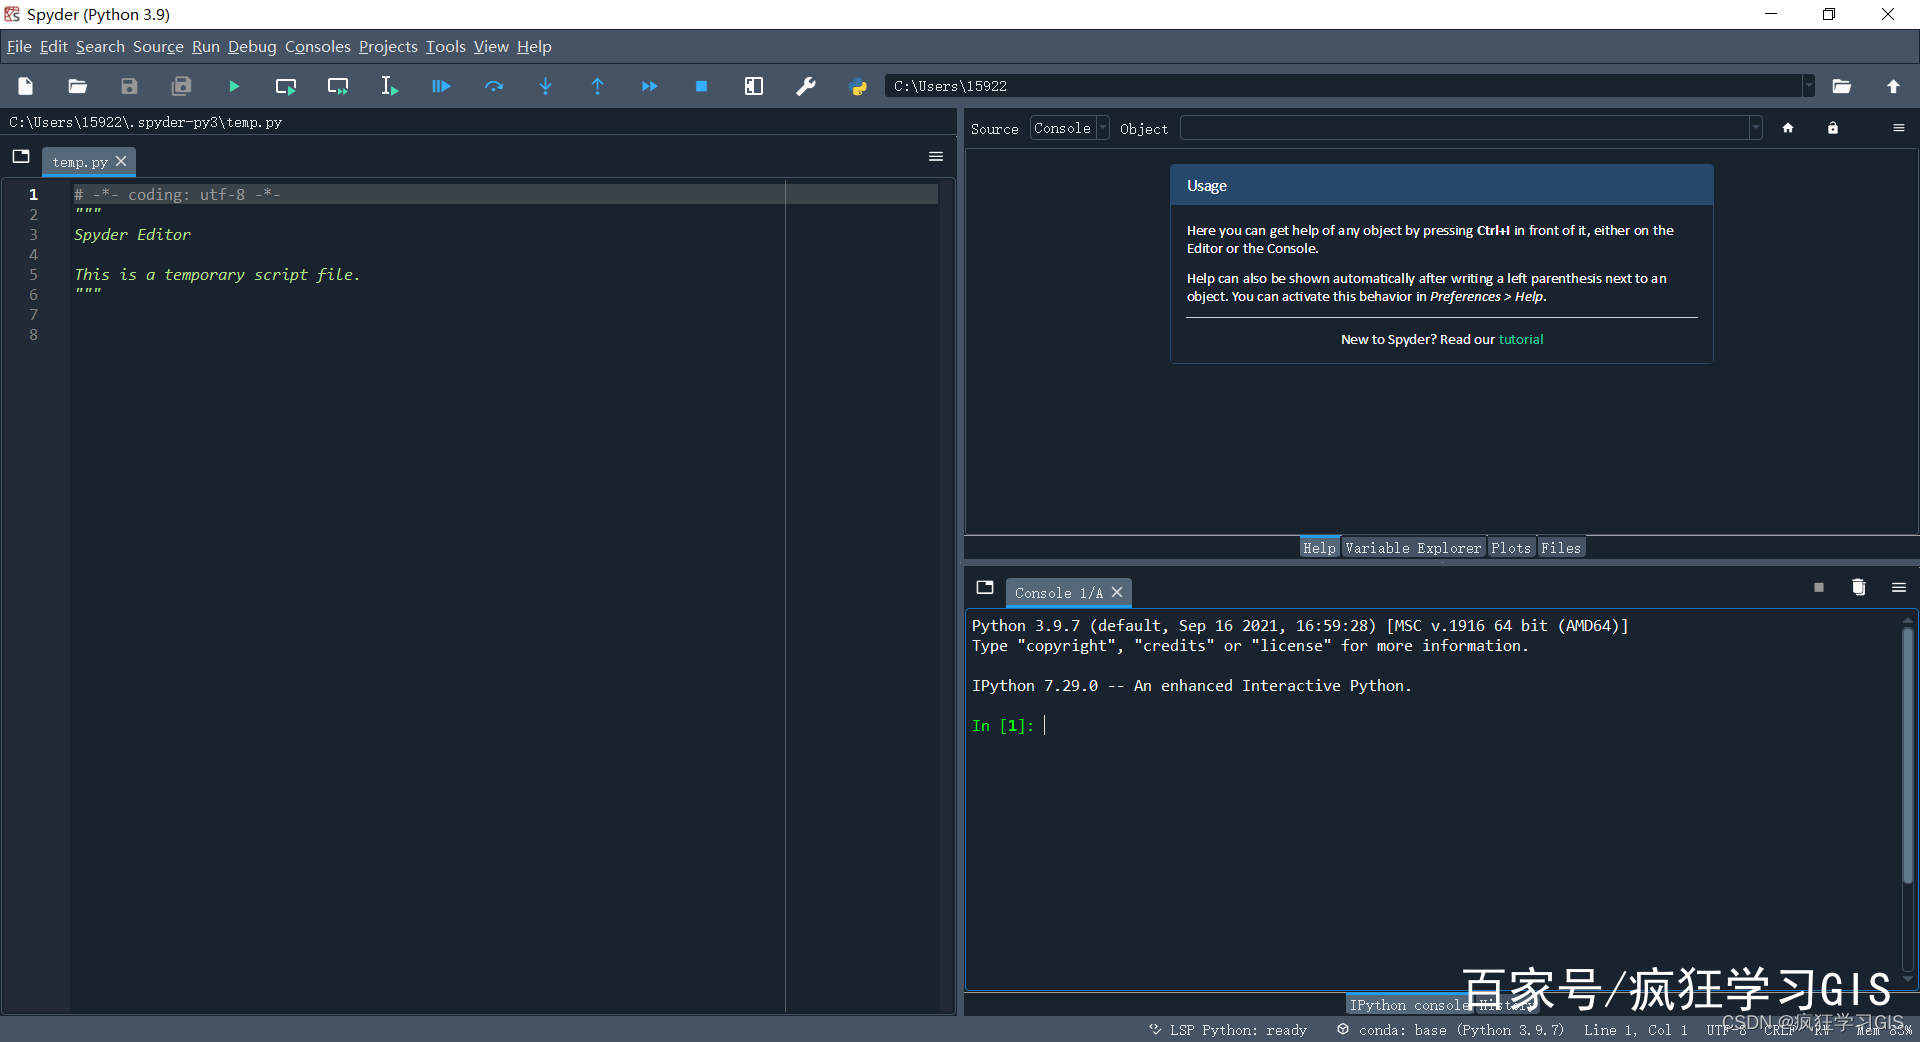 Spyder (Python 3.9)
File Edit Search Source Run Debug Consoles Projects Tools View Help
C:\Users\15922
C:\Users\15922\.spyder-py3\temp.py
temp.py
1 # -*- coding: utf-8 -*-
2 """
3 Spyder Editor
4
5 This is a temporary script file.
6 """
7
8
Source Console Object
Usage
Here you can get help of any object by pressing Ctrl+I in front of it, either on the
Editor or the Console.
Help can also be shown automatically after writing a left parenthesis next to an
object. You can activate this behavior in Preferences > Help.
New to Spyder? Read our tutorial
Help Variable Explorer Plots Files
Console 1/A
Python 3.9.7 (default, Sep 16 2021, 16:59:28) [MSC v.1916 64 bit (AMD64)]
Type "copyright", "credits" or "license" for more information.
IPython 7.29.0 -- An enhanced Interactive Python.
In [1]:
百家号/疯狂学习GIS
IPython console History
CSDN @疯狂学习GIS
LSP Python: ready conda: base (Python 3.9.7) Line 1, Col 1 UTF-8 CRLF RW Mem 83%